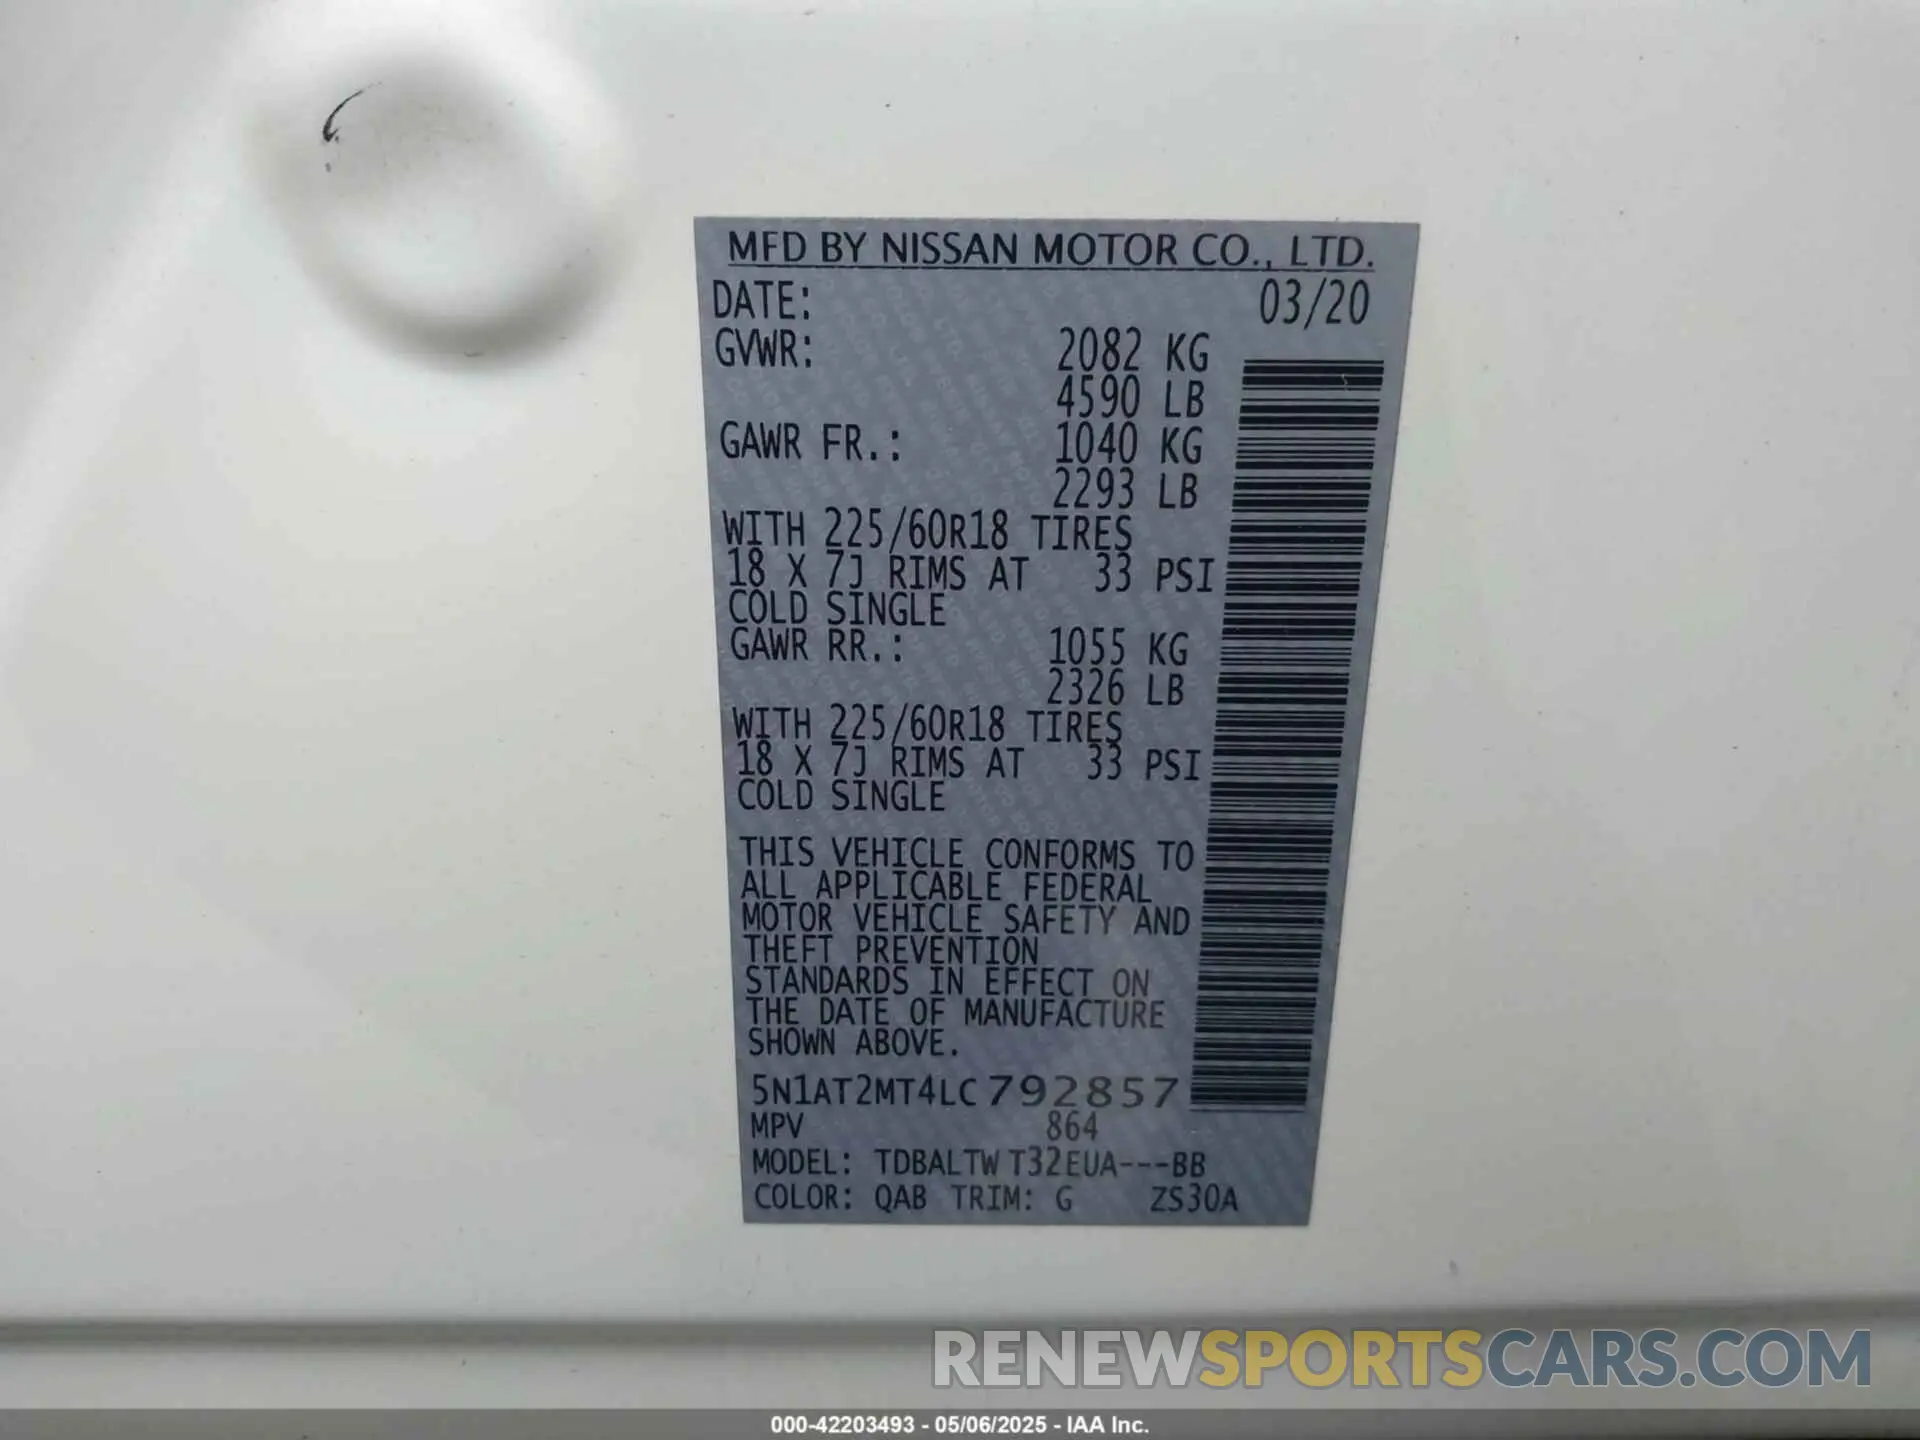 MFD BY NISSAN MOTOR CO., LTD.
DATE: 03/20
GVWR: 2082 KG
4590 LB
GAWR FR.: 1040 KG
2293 LB
WITH 225/60R18 TIRES
18 X 7J RIMS AT 33 PSI
COLD SINGLE
GAWR RR.: 1055 KG
2326 LB
WITH 225/60R18 TIRES
18 X 7J RIMS AT 33 PSI
COLD SINGLE
THIS VEHICLE CONFORMS TO
ALL APPLICABLE FEDERAL
MOTOR VEHICLE SAFETY AND
THEFT PREVENTION
STANDARDS IN EFFECT ON
THE DATE OF MANUFACTURE
SHOWN ABOVE.
5N1AT2MT4LC792857
MPV 864
MODEL: TDBALTW T32EUA---BB
COLOR: QAB TRIM: G ZS30A
RENEWSPORTSCARS.COM
000-42203493 - 05/06/2025 - IAA Inc.